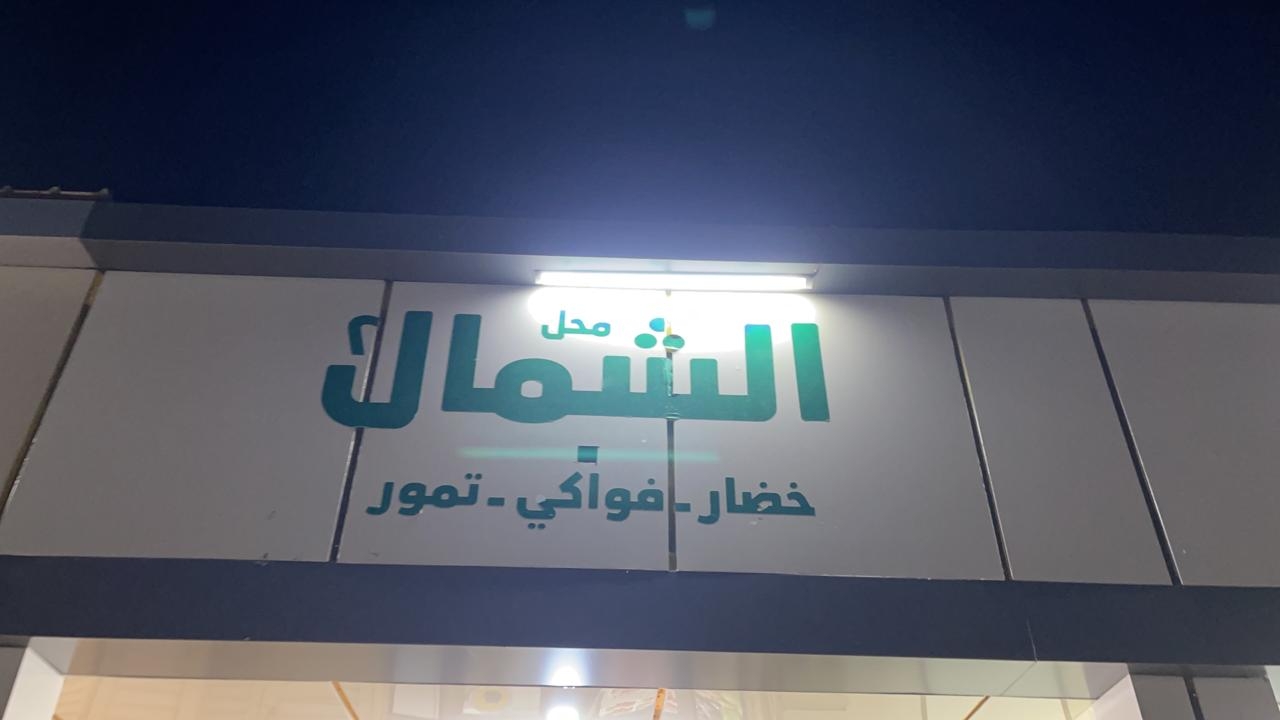 محل
الشمال
خضار - فواكي - تمور